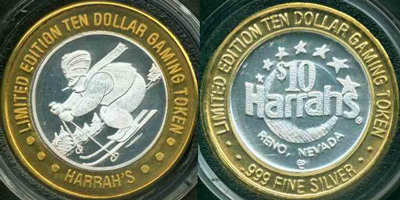 LIMITED EDITION TEN DOLLAR GAMING TOKEN
HARRAH'S
LIMITED EDITION TEN DOLLAR GAMING TOKEN
$10
Harrah's
RENO, NEVADA
.999 FINE SILVER